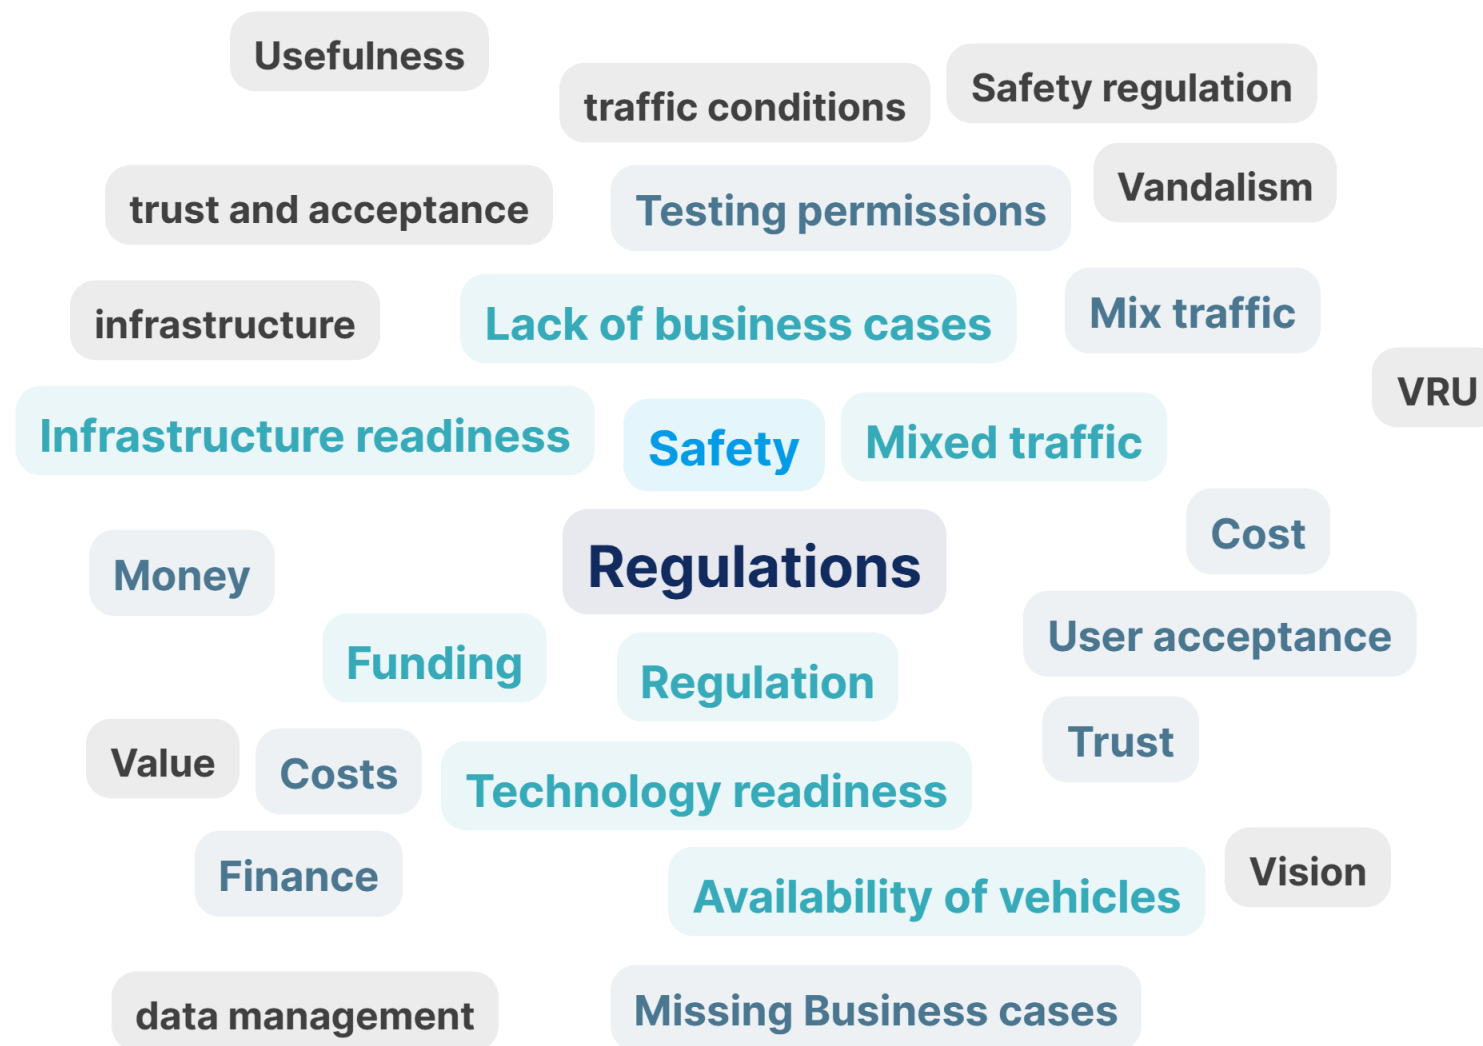 Usefulness
traffic conditions
Safety regulation
trust and acceptance
Testing permissions
Vandalism
infrastructure
Lack of business cases
Mix traffic
VRU
Infrastructure readiness
Safety
Mixed traffic
Regulations
Cost
Money
User acceptance
Funding
Regulation
Trust
Value
Costs
Technology readiness
Finance
Availability of vehicles
Vision
data management
Missing Business cases